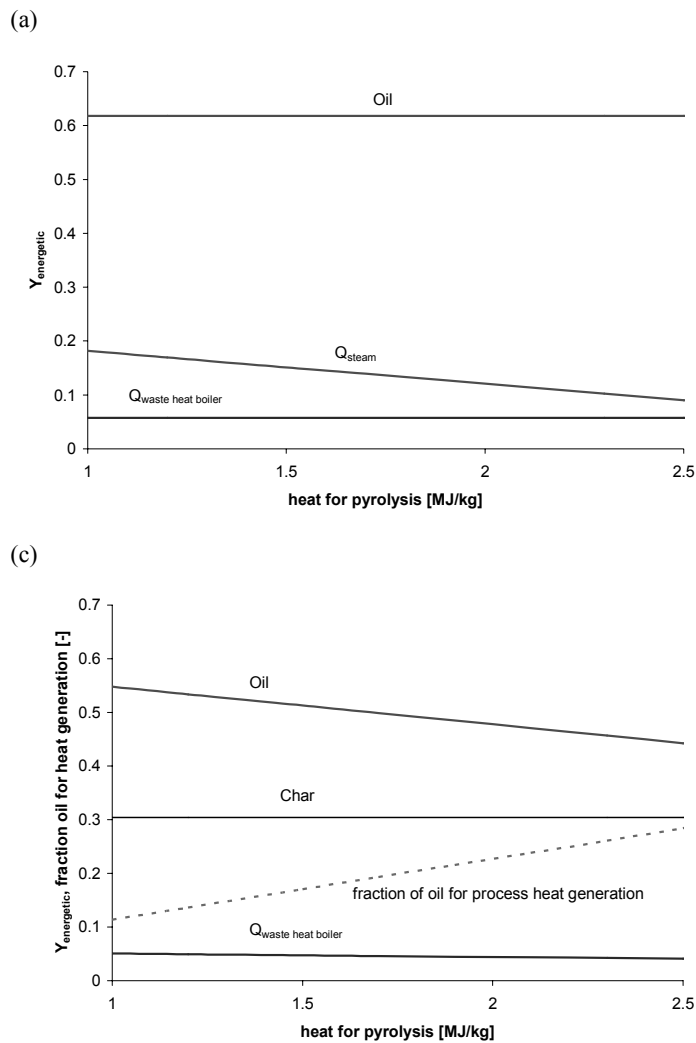 (a)
0.7
Oil
0.6
0.5
0.4
Yenergetic
0.3
0.2
Qsteam
0.1
Qwaste heat boiler
0
1 1.5 2 2.5
heat for pyrolysis [MJ/kg]
(c)
0.7
0.6
Oil
0.5
0.4
Yenergetic, fraction oil for heat generation [-]
Char
0.3
0.2
fraction of oil for process heat generation
0.1
Qwaste heat boiler
0
1 1.5 2 2.5
heat for pyrolysis [MJ/kg]